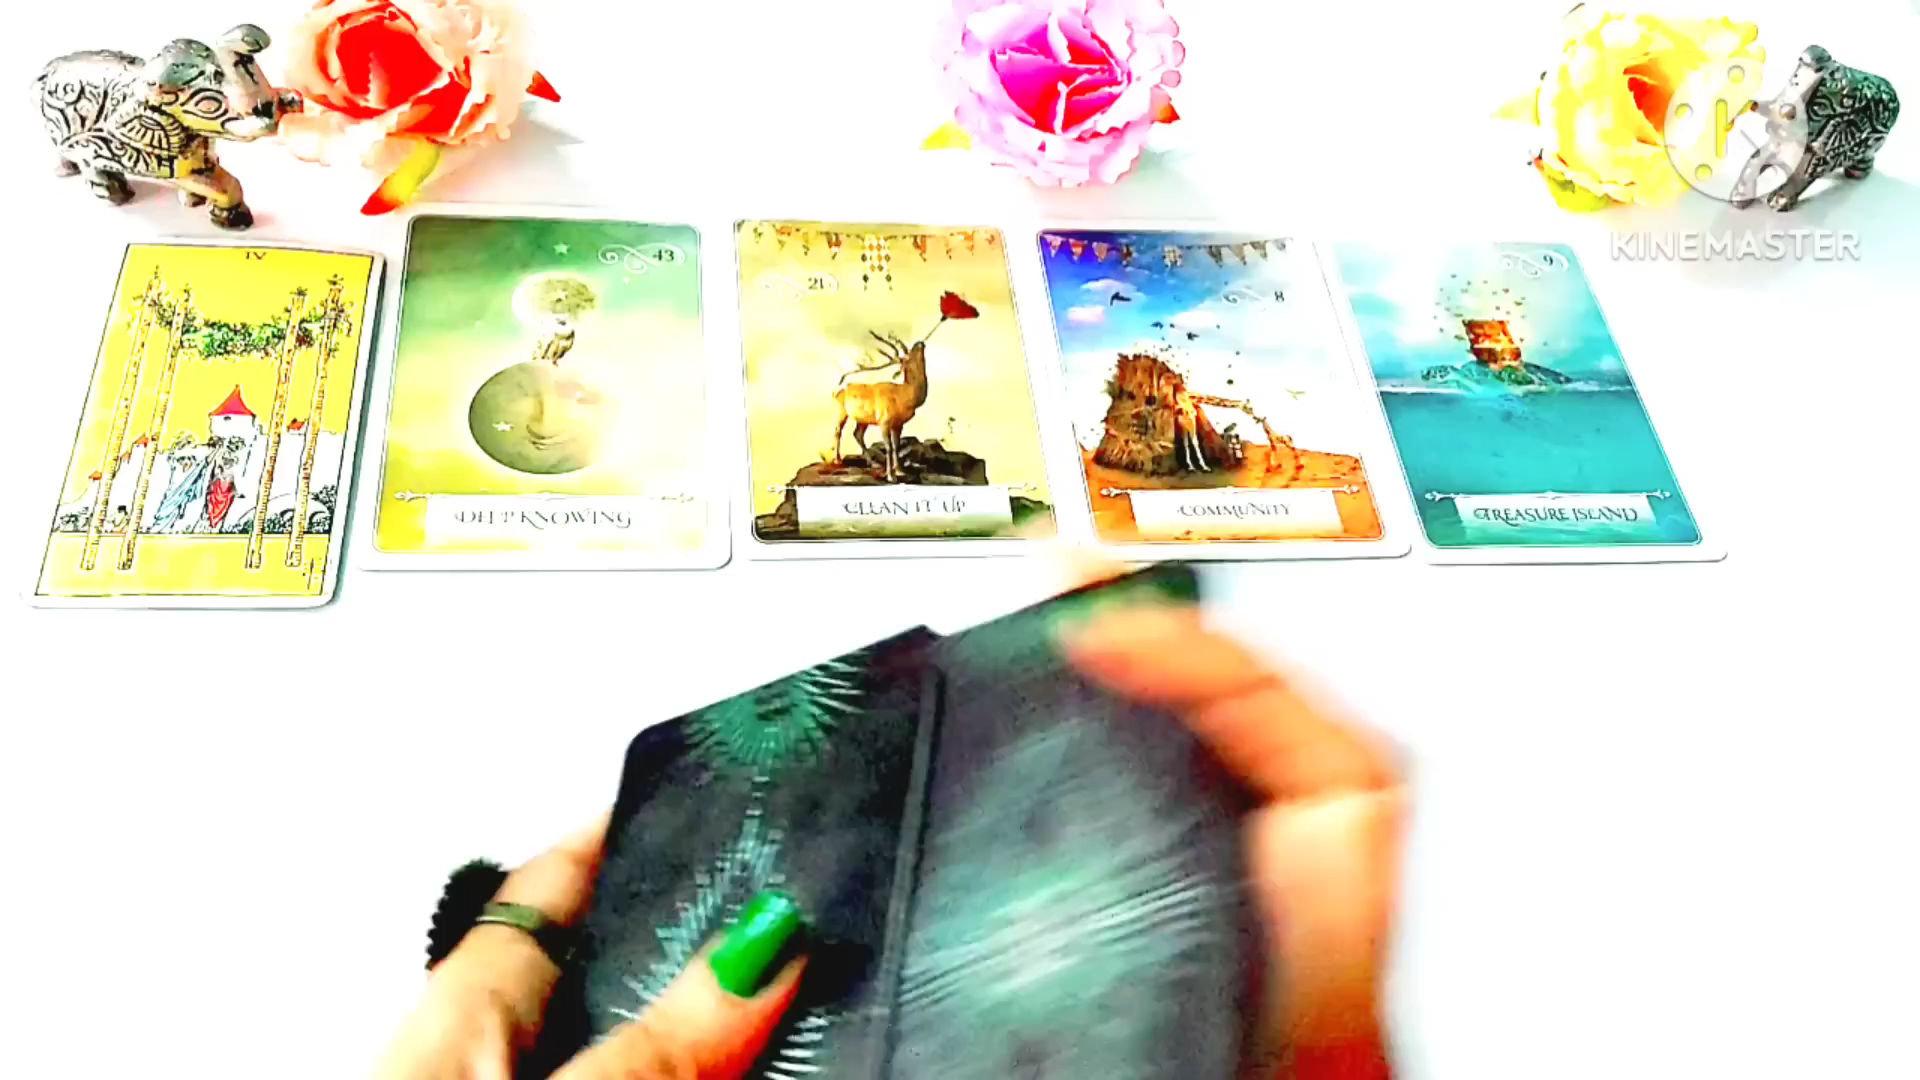 KINEMASTER
IV
43
DEEP KNOWING
21
CLEAN IT UP
8
COMMUNITY
9
TREASURE ISLAND